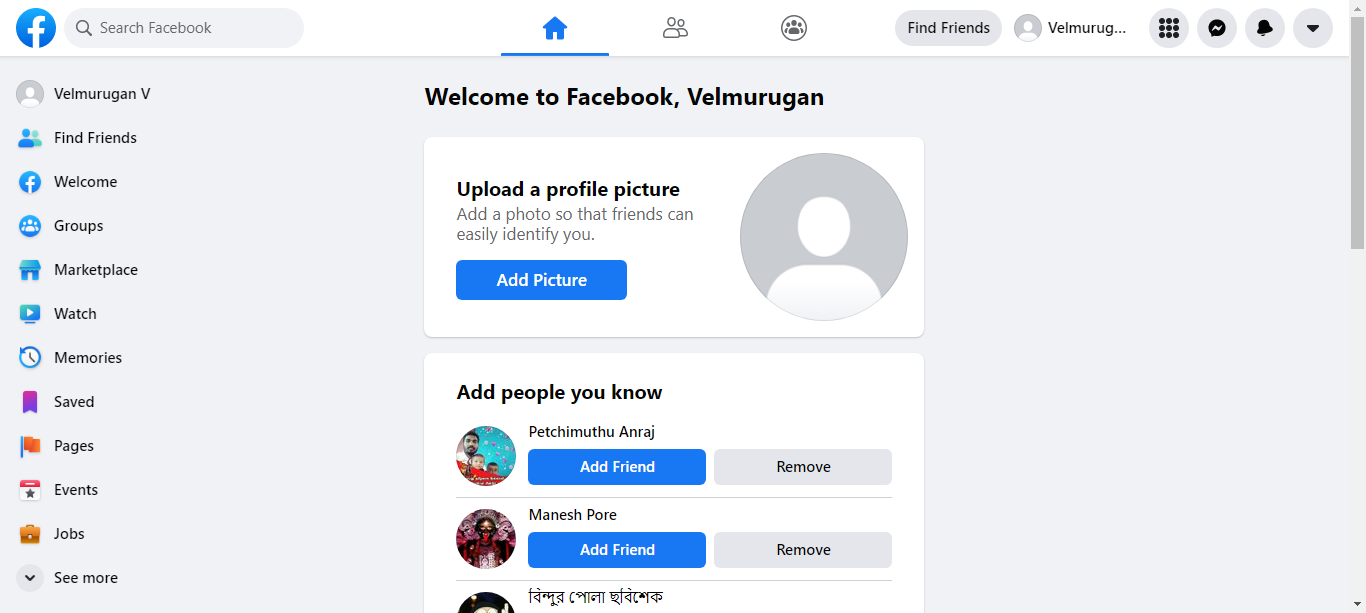 Search Facebook
Find Friends
Velmurug...
Velmurugan V
Find Friends
Welcome
Groups
Marketplace
Watch
Memories
Saved
Pages
Events
Jobs
See more
Welcome to Facebook, Velmurugan
Upload a profile picture
Add a photo so that friends can
easily identify you.
Add Picture
Add people you know
Petchimuthu Anraj
Add Friend
Remove
Manesh Pore
Add Friend
Remove
বিন্দুর পোলা ছবিশেক